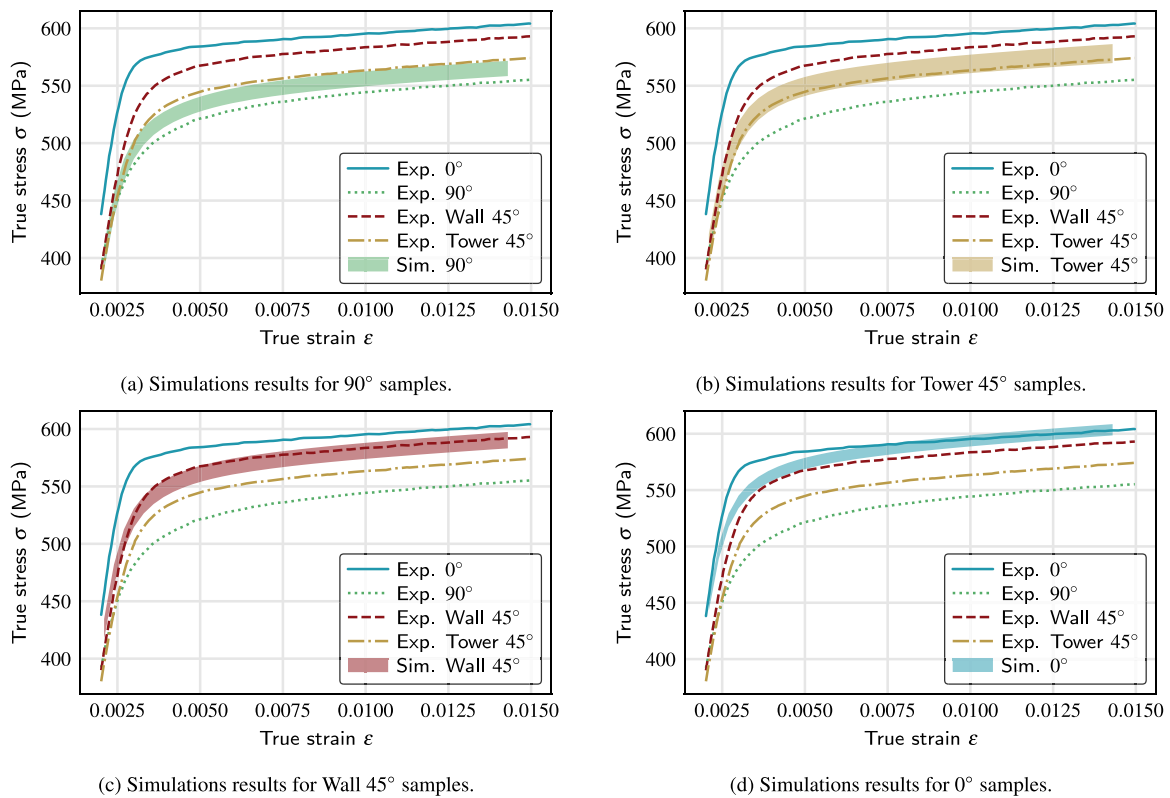 600
550
500
450
400
True stress σ (MPa)
Exp. 0°
Exp. 90°
Exp. Wall 45°
Exp. Tower 45°
Sim. 90°
0.0025 0.0050 0.0075 0.0100 0.0125 0.0150
True strain ε
(a) Simulations results for 90° samples.
600
550
500
450
400
True stress σ (MPa)
Exp. 0°
Exp. 90°
Exp. Wall 45°
Exp. Tower 45°
Sim. Tower 45°
0.0025 0.0050 0.0075 0.0100 0.0125 0.0150
True strain ε
(b) Simulations results for Tower 45° samples.
600
550
500
450
400
True stress σ (MPa)
Exp. 0°
Exp. 90°
Exp. Wall 45°
Exp. Tower 45°
Sim. Wall 45°
0.0025 0.0050 0.0075 0.0100 0.0125 0.0150
True strain ε
(c) Simulations results for Wall 45° samples.
600
550
500
450
400
True stress σ (MPa)
Exp. 0°
Exp. 90°
Exp. Wall 45°
Exp. Tower 45°
Sim. 0°
0.0025 0.0050 0.0075 0.0100 0.0125 0.0150
True strain ε
(d) Simulations results for 0° samples.